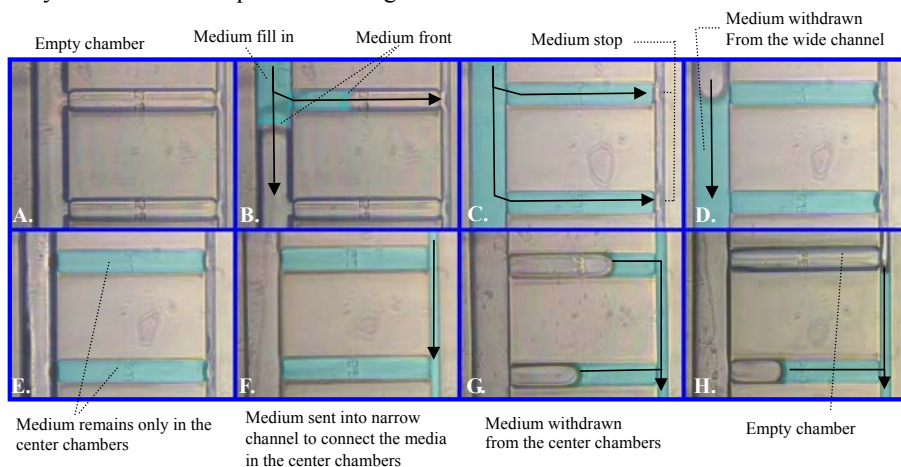 Empty chamber
Medium fill in
Medium front
Medium stop
Medium withdrawn
From the wide channel
A.
B.
C.
D.
E.
F.
G.
H.
Medium remains only in the
center chambers
Medium sent into narrow
channel to connect the media
in the center chambers
Medium withdrawn
from the center chambers
Empty chamber